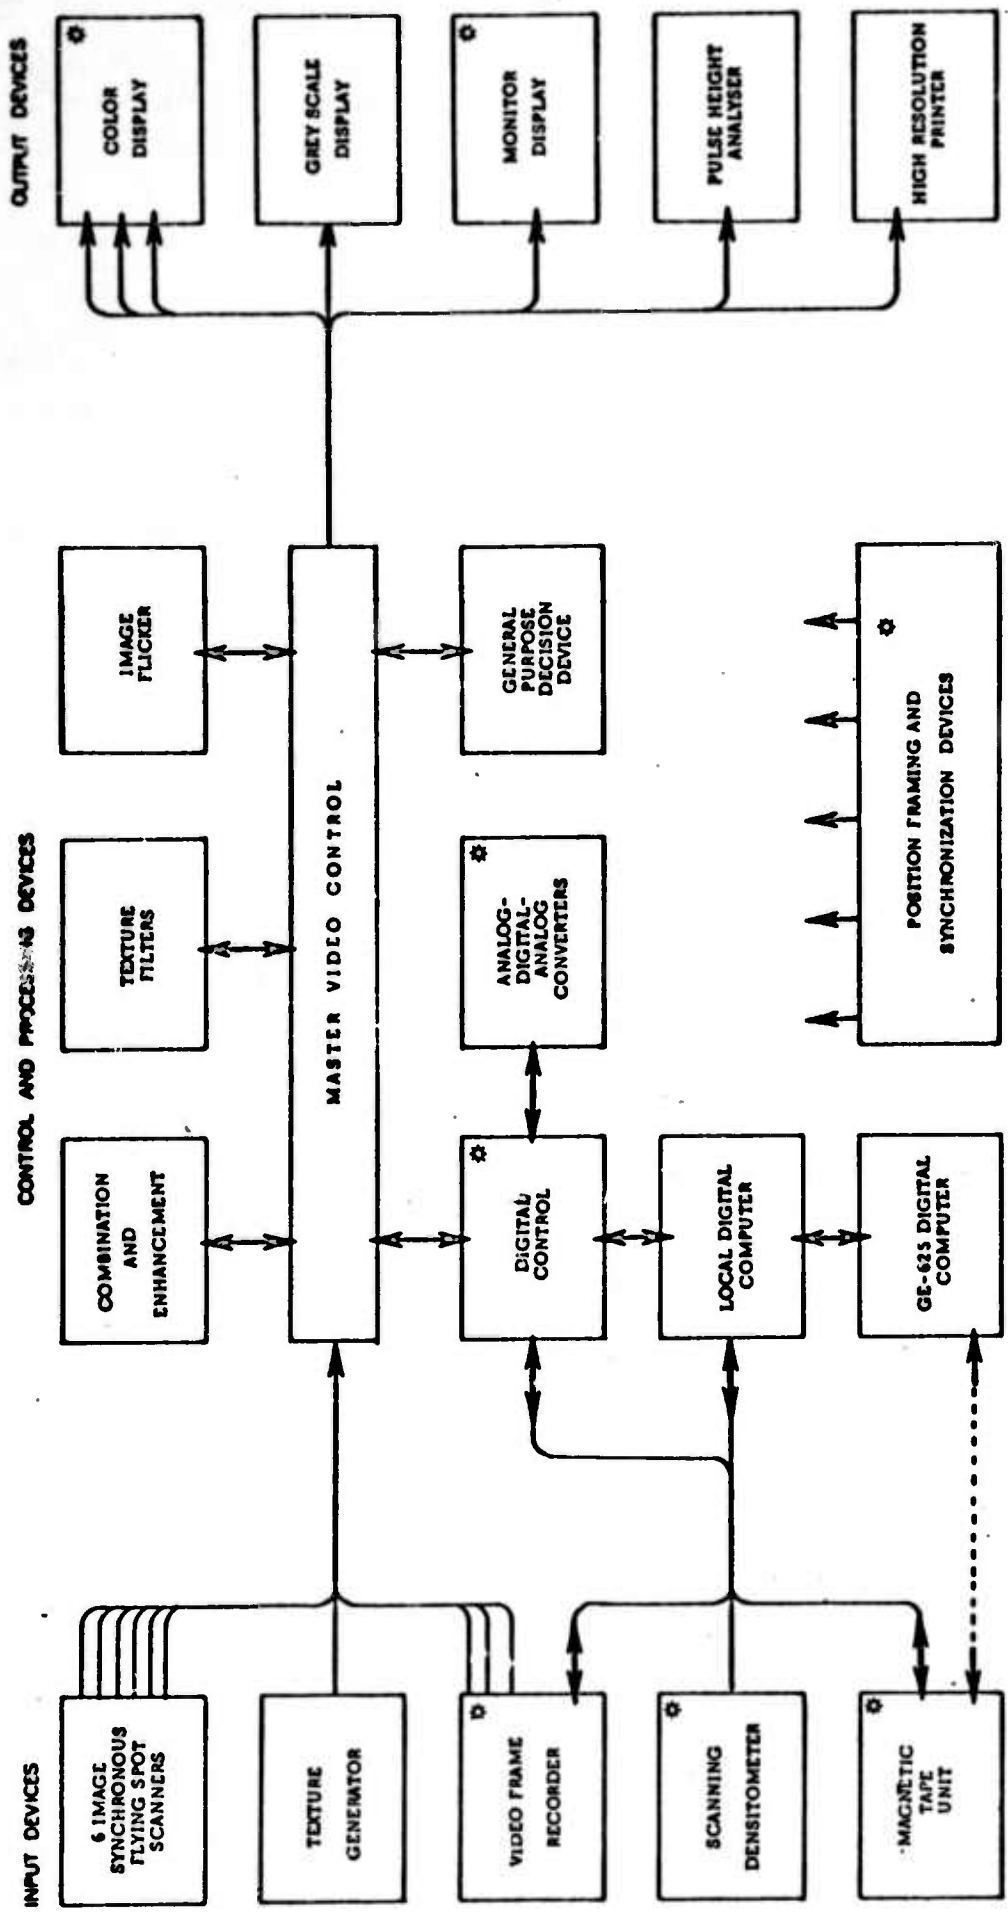 INPUT DEVICES
6 IMAGE
SYNCHRONOUS
FLYING SPOT
SCANNERS
TEXTURE
GENERATOR
VIDEO FRAME
RECORDER
SCANNING
DENSITOMETER
MAGNETIC
TAPE
UNIT
CONTROL AND PROCESSING DEVICES
COMBINATION
AND
ENHANCEMENT
TEXTURE
FILTERS
IMAGE
FLICKER
MASTER VIDEO CONTROL
DIGITAL
CONTROL
ANALOG-
DIGITAL-
ANALOG
CONVERTERS
GENERAL
PURPOSE
DECISION
DEVICE
LOCAL DIGITAL
COMPUTER
GE-625 DIGITAL
COMPUTER
POSITION FRAMING AND
SYNCHRONIZATION DEVICES
OUTPUT DEVICES
COLOR
DISPLAY
GREY SCALE
DISPLAY
MONITOR
DISPLAY
PULSE HEIGHT
ANALYSER
HIGH RESOLUTION
PRINTER